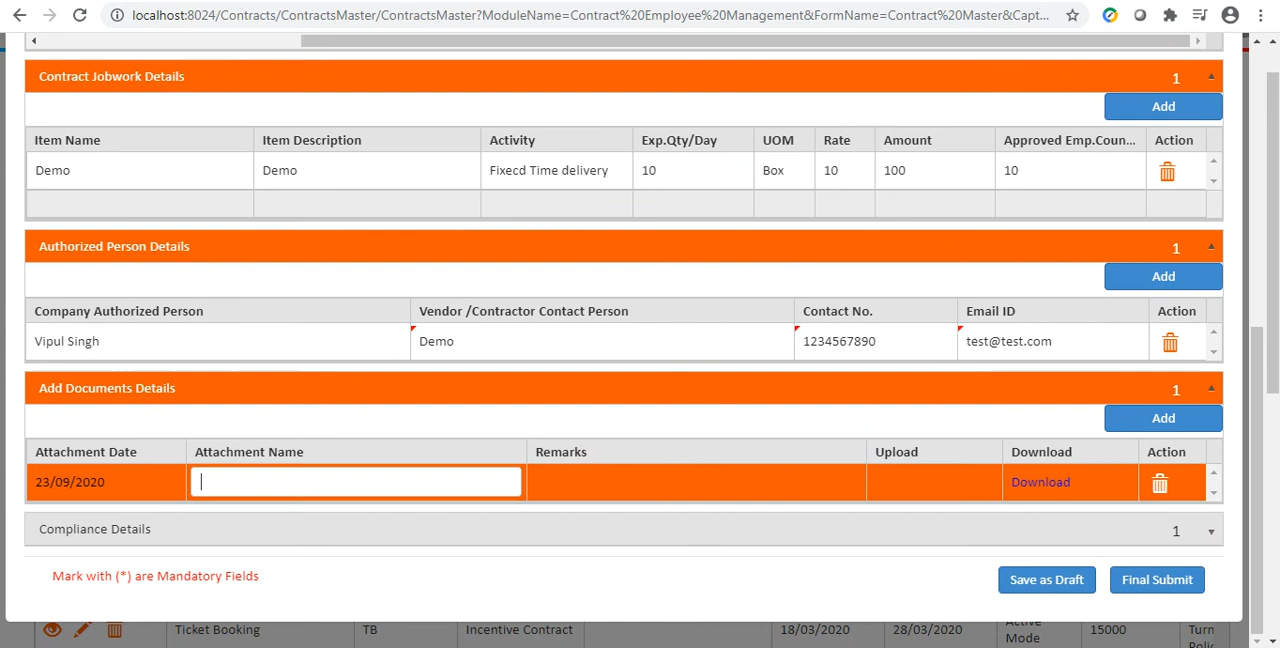 localhost:8024/Contracts/ContractsMaster/ContractsMaster?ModuleName=Contract%20Employee%20Management&FormName=Contract%20Master&Capt...
Contract Jobwork Details 1
Add
Item Name Item Description Activity Exp.Qty/Day UOM Rate Amount Approved Emp.Coun... Action
Demo Demo Fixecd Time delivery 10 Box 10 100 10
Authorized Person Details 1
Add
Company Authorized Person Vendor /Contractor Contact Person Contact No. Email ID Action
Vipul Singh Demo 1234567890 test@test.com
Add Documents Details 1
Add
Attachment Date Attachment Name Remarks Upload Download Action
23/09/2020 Download
Compliance Details 1
Mark with (*) are Mandatory Fields
Save as Draft Final Submit
Ticket Booking TB Incentive Contract 18/03/2020 28/03/2020 Active Mode 15000 Turn